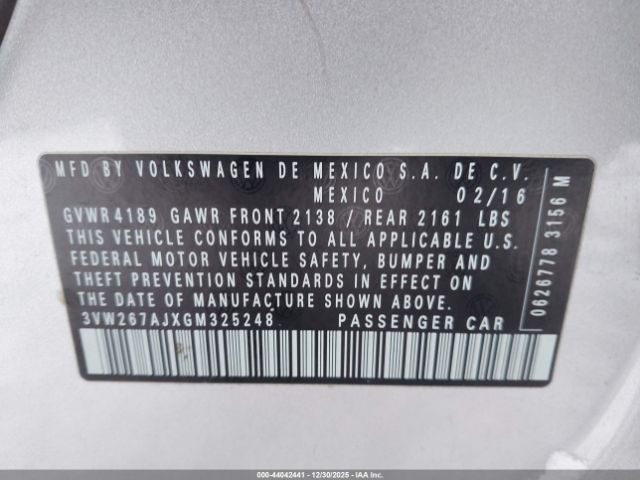 MFD BY VOLKSWAGEN DE MEXICO S.A. DE C.V.
MEXICO 02/16
GVWR 4189 GAWR FRONT 2138 / REAR 2161 LBS
THIS VEHICLE CONFORMS TO ALL APPLICABLE U.S.
FEDERAL MOTOR VEHICLE SAFETY, BUMPER AND
THEFT PREVENTION STANDARDS IN EFFECT ON
THE DATE OF MANUFACTURE SHOWN ABOVE.
3VW267AJXGM325248 PASSENGER CAR
0626778 3156 M
000-44042441 - 12/30/2025 - IAA Inc.